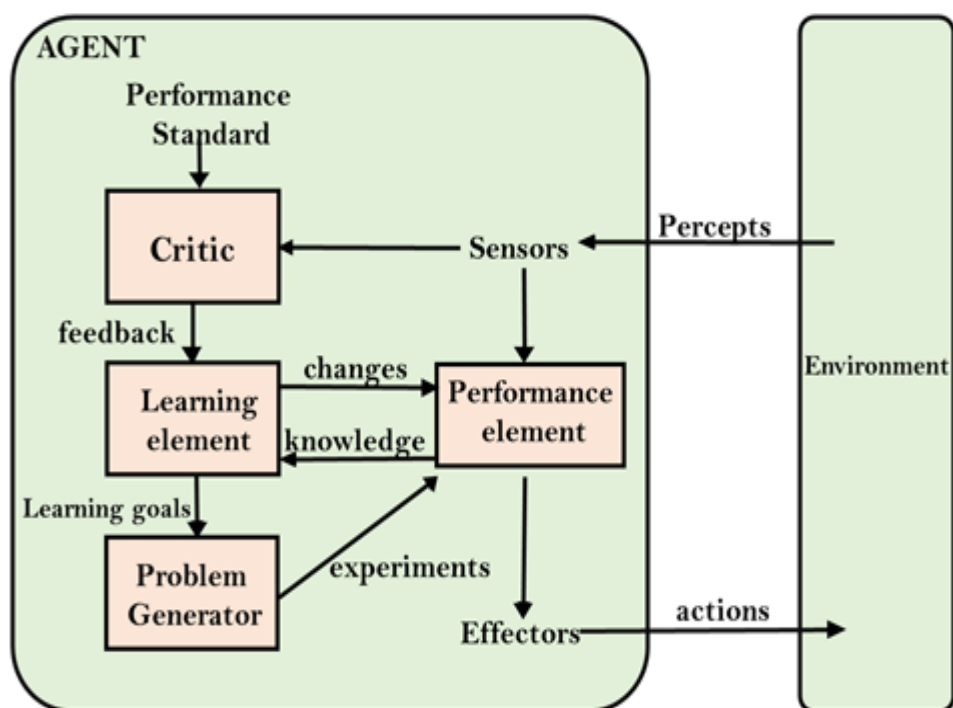 AGENT
Performance
Standard
Critic
Sensors
Percepts
feedback
changes
Learning
element
Performance
element
Environment
knowledge
Learning goals
Problem
Generator
experiments
Effectors
actions